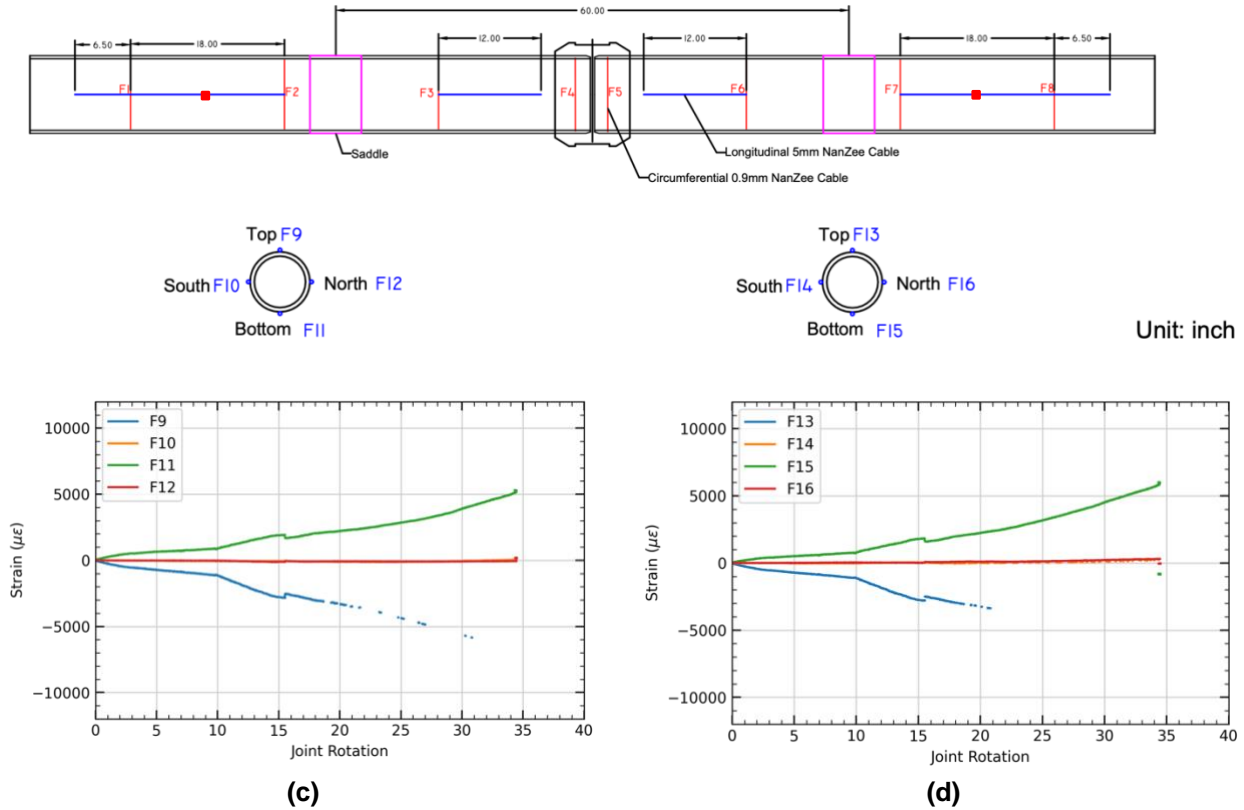 60.00
6.50
18.00
12.00
12.00
18.00
6.50
F1
F2
F3
F4
F5
F6
F7
F8
Saddle
Longitudinal 5mm NanZee Cable
Circumferential 0.9mm NanZee Cable
Top F9
South F10
North F12
Bottom F11
Top F13
South F14
North F16
Bottom F15
Unit: inch
F9
F10
F11
F12
10000
5000
0
−5000
−10000
Strain (με)
0 5 10 15 20 25 30 35 40
Joint Rotation
(c)
F13
F14
F15
F16
10000
5000
0
−5000
−10000
Strain (με)
0 5 10 15 20 25 30 35 40
Joint Rotation
(d)